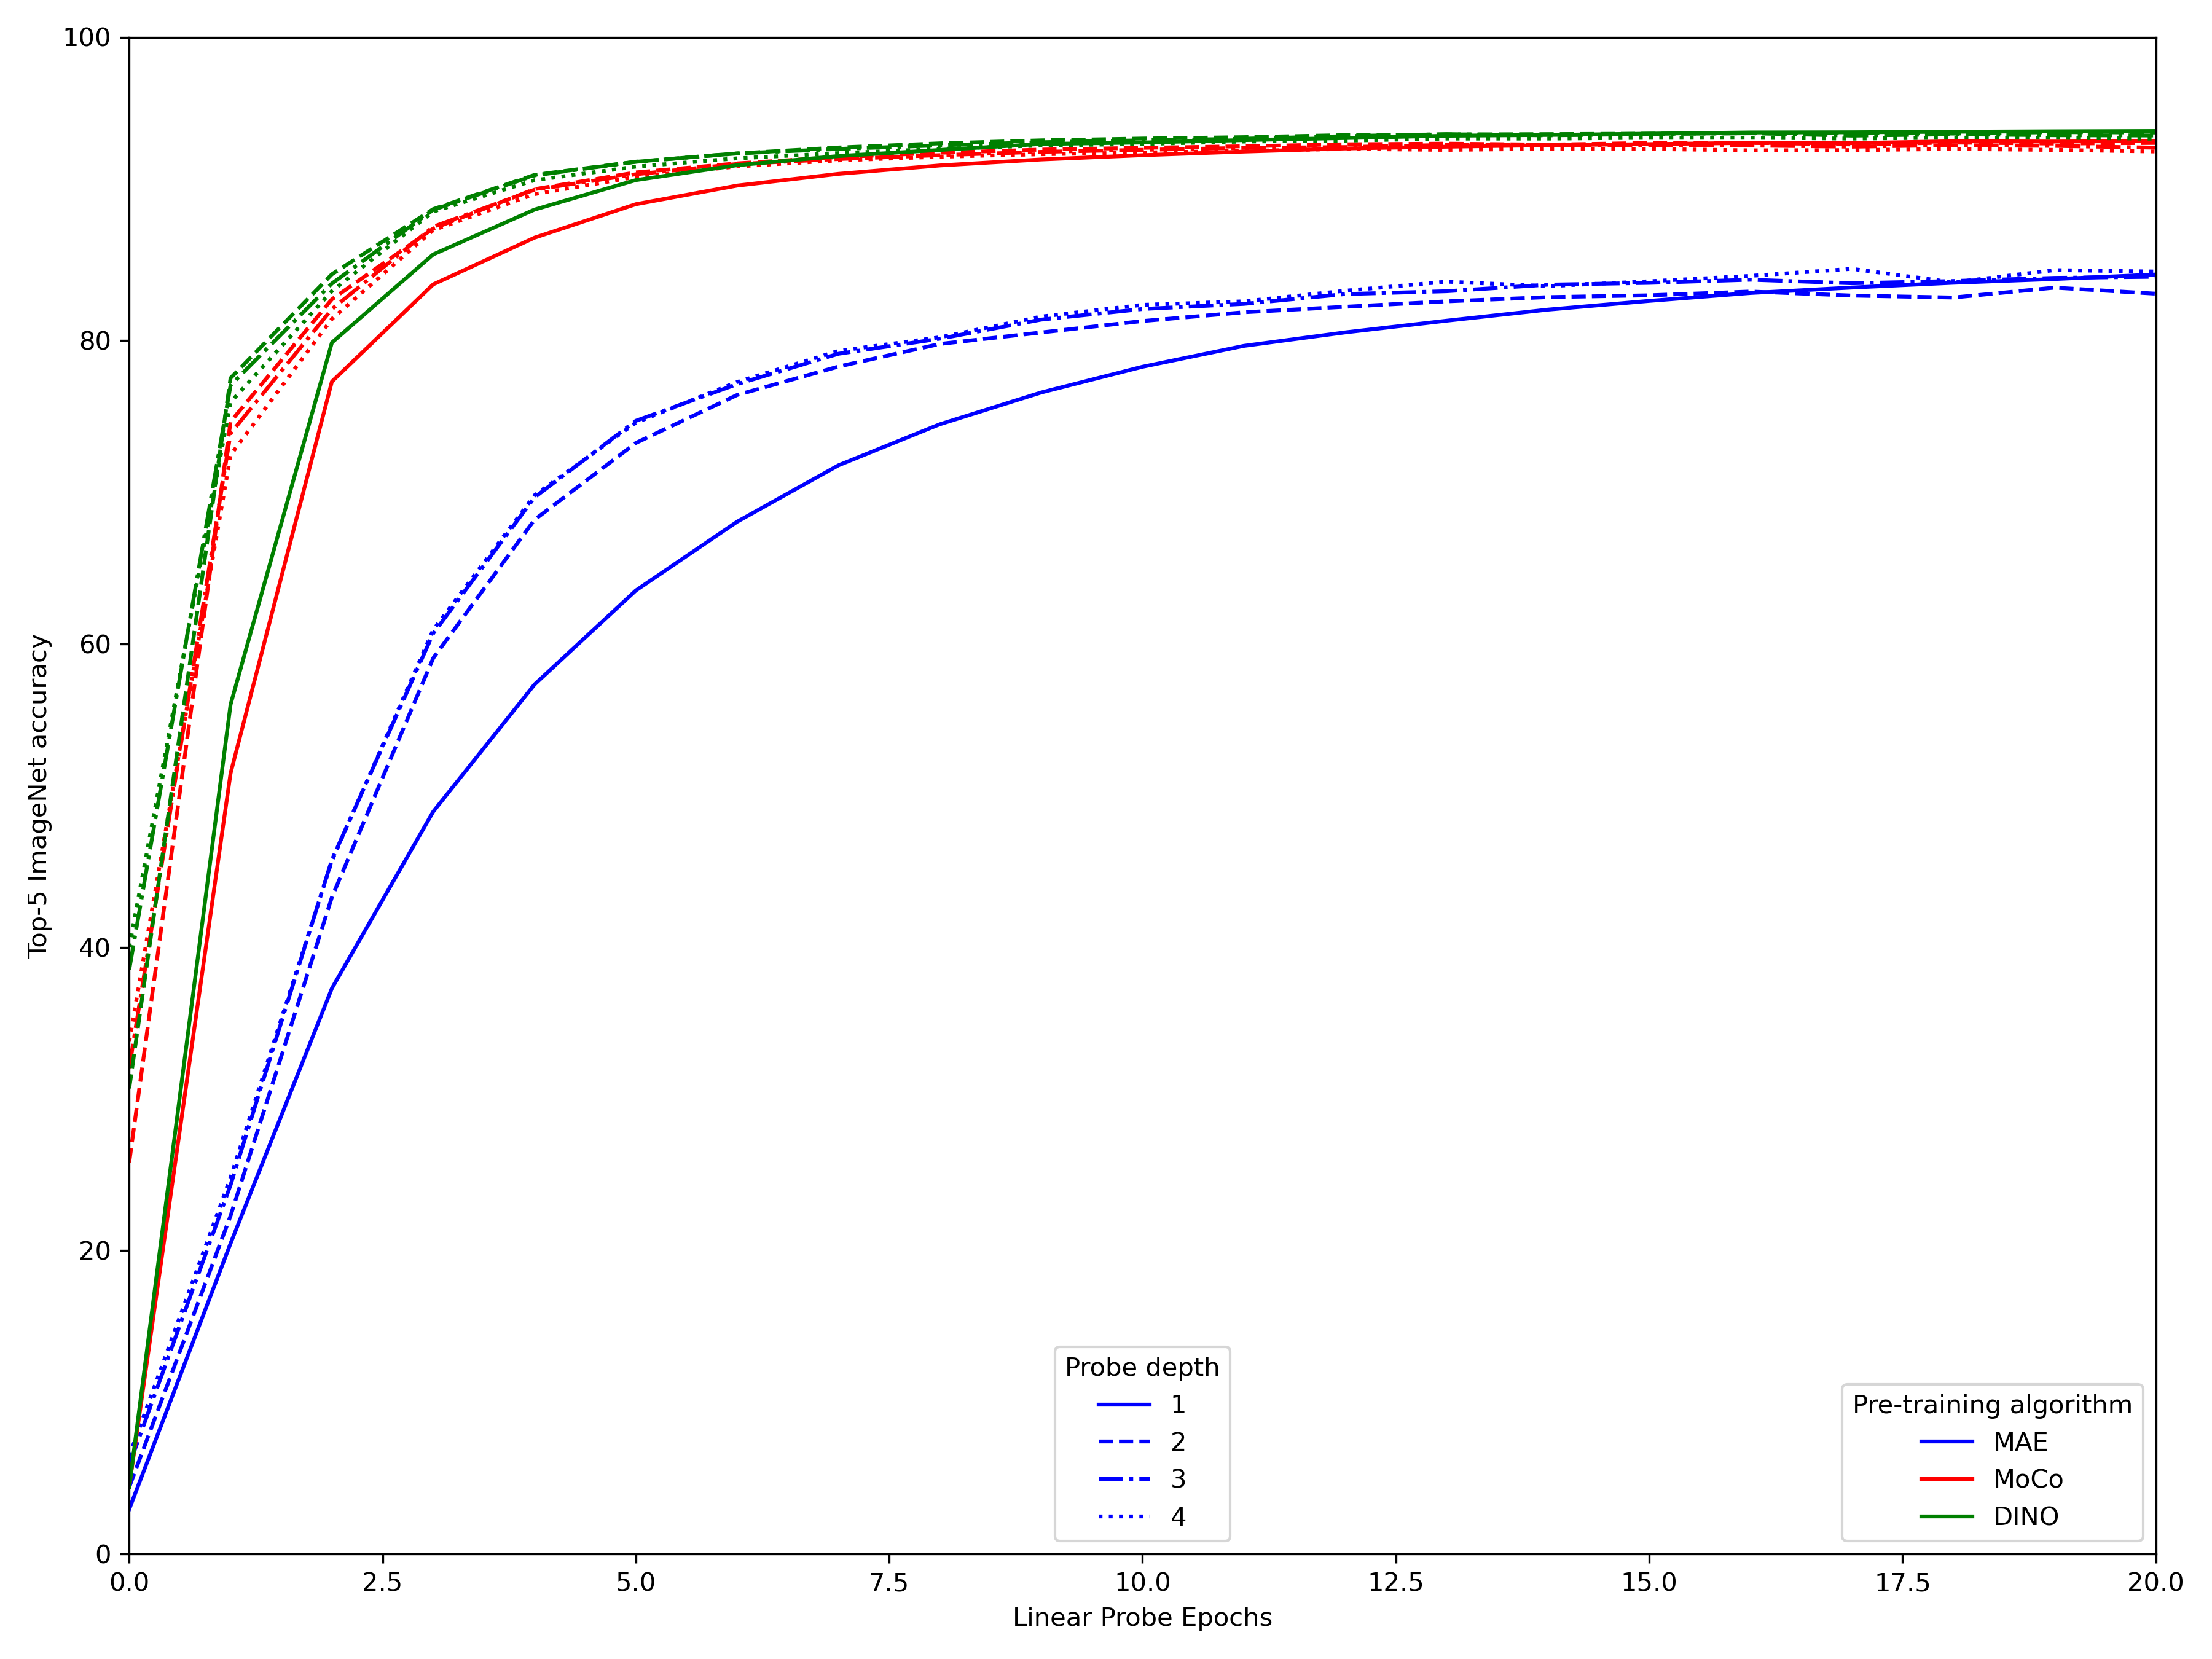 100
80
60
40
20
0
Top-5 ImageNet accuracy
0.0 2.5 5.0 7.5 10.0 12.5 15.0 17.5 20.0
Linear Probe Epochs
Probe depth
1
2
3
4
Pre-training algorithm
MAE
MoCo
DINO